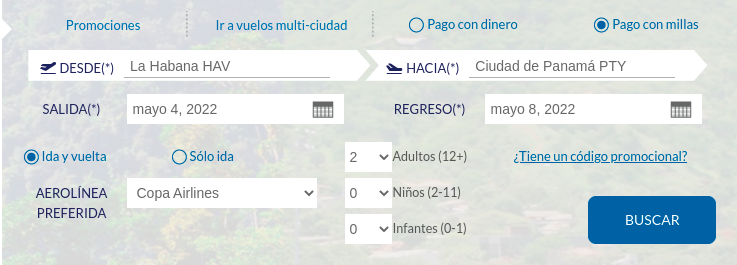 Promociones Ir a vuelos multi-ciudad Pago con dinero Pago con millas
DESDE(*) La Habana HAV HACIA(*) Ciudad de Panamá PTY
SALIDA(*) mayo 4, 2022 REGRESO(*) mayo 8, 2022
Ida y vuelta Sólo ida 2 Adultos (12+) ¿Tiene un código promocional?
AEROLÍNEA PREFERIDA Copa Airlines 0 Niños (2-11)
0 Infantes (0-1) BUSCAR